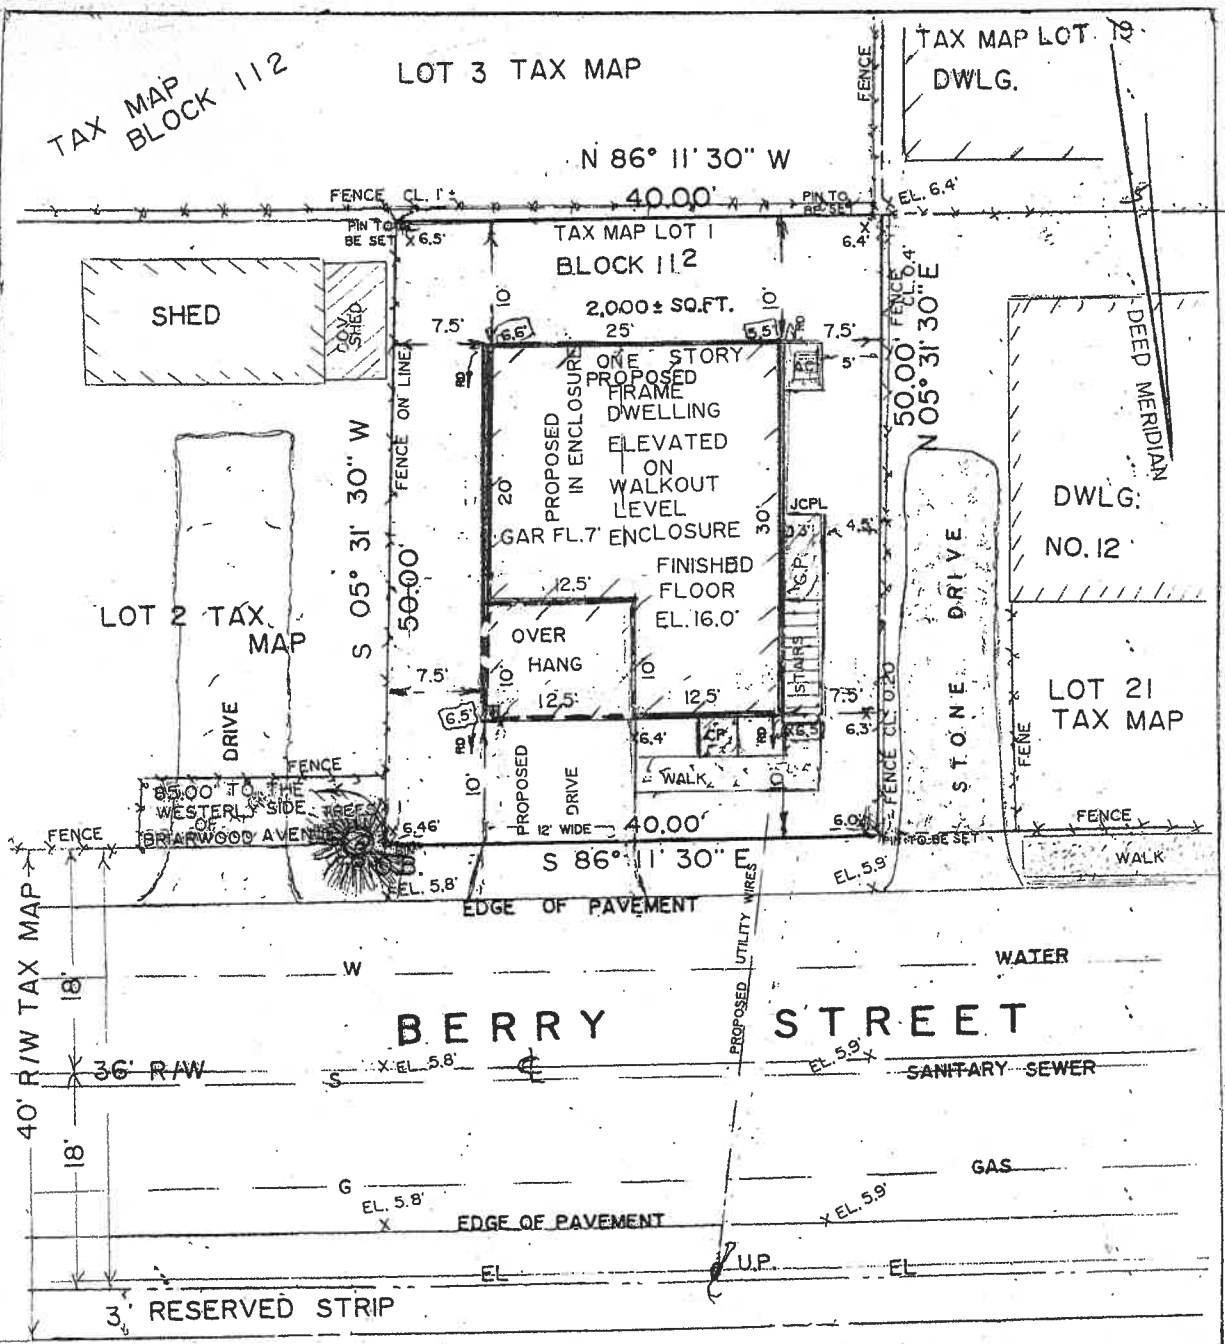 TAX MAP
BLOCK 112
LOT 3 TAX MAP
FENCE
TAX MAP LOT 19
DWLG.
N 86° 11' 30" W
40.00'
FENCE CL. 1'±
PIN TO
BE SET
EL. 6.4'
PIN TO
BE SET
6.5'
6.4'
TAX MAP LOT 1
BLOCK 112
2,000± SQ.FT.
SHED
COV.
SHED
7.5'
10'
6.6'
25'
5.5'
10'
RD
7.5'
5'
FENCE CL. 0.4'
50.00'
N 05° 31' 30" E
DEED MERIDIAN
RD
FENCE ON LINE
S 05° 31' 30" W
50.00'
ONE STORY
PROPOSED
FRAME
DWELLING
ELEVATED
ON
WALKOUT
LEVEL
ENCLOSURE
PROPOSED
IN ENCLOSURE
GAR FL. 7'
20'
30'
JCPL
3'
G.P.
4.5'
DWLG.
NO. 12
STONE DRIVE
FINISHED
FLOOR
EL. 16.0'
12.5'
OVER
HANG
10'
10'
12.5'
12.5'
STAIRS
LOT 2 TAX
MAP
DRIVE
7.5'
7.5'
6.5'
6.4'
6.5'
6.3'
RD
C.P.
RD
10'
10'
WALK
PROPOSED
DRIVE
12' WIDE
40.00'
S 86° 11' 30" E
FENCE CL. 0.20
LOT 21
TAX MAP
FENE
FENCE
WALK
FENCE
85.00' TO THE
WESTERLY SIDE
OF
BRIARWOOD AVENUE
TREES
FENCE
6.46'
6.0'
TO BE SET
EL. 5.8'
EL. 5.9'
EDGE OF PAVEMENT
W
WATER
BERRY STREET
PROPOSED UTILITY WIRES
40' R/W TAX MAP
18'
36' R/W
18'
EL. 5.8'
EL. 5.9'
S
SANITARY SEWER
G
GAS
EL. 5.8'
EL. 5.9'
EDGE OF PAVEMENT
EL
U.P.
EL
3' RESERVED STRIP